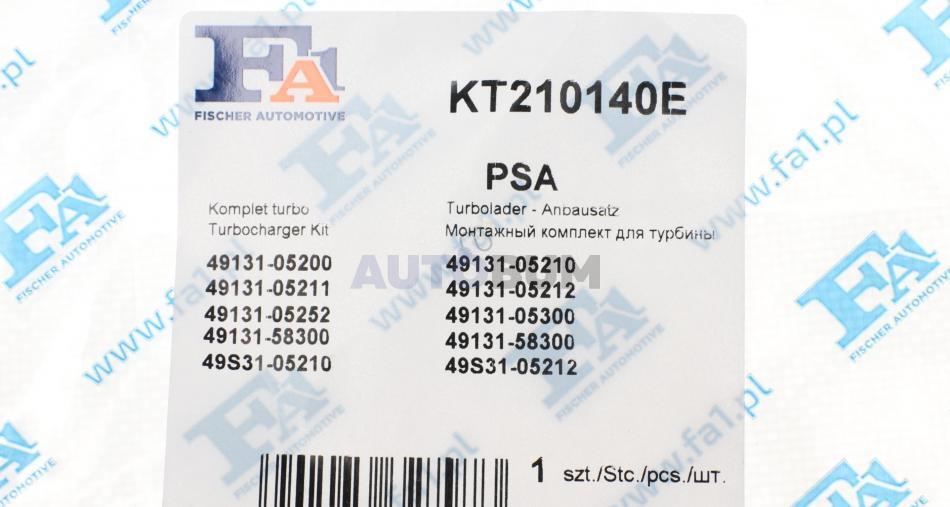 FA1
FISCHER AUTOMOTIVE
KT210140E
PSA
Komplet turbo
Turbolader - Anbausatz
Turbocharger Kit
Монтажный комплект для турбины
49131-05200 49131-05210
49131-05211 49131-05212
49131-05252 49131-05300
49131-58300 49131-58300
49S31-05210 49S31-05212
1 szt./Stc./pcs./шт.
www.fa1.pl